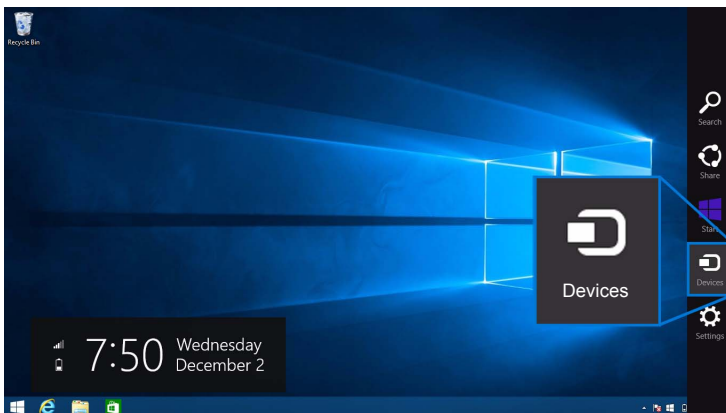 Recycle Bin
Search
Share
Start
Devices
Devices
Settings
7:50
Wednesday
December 2